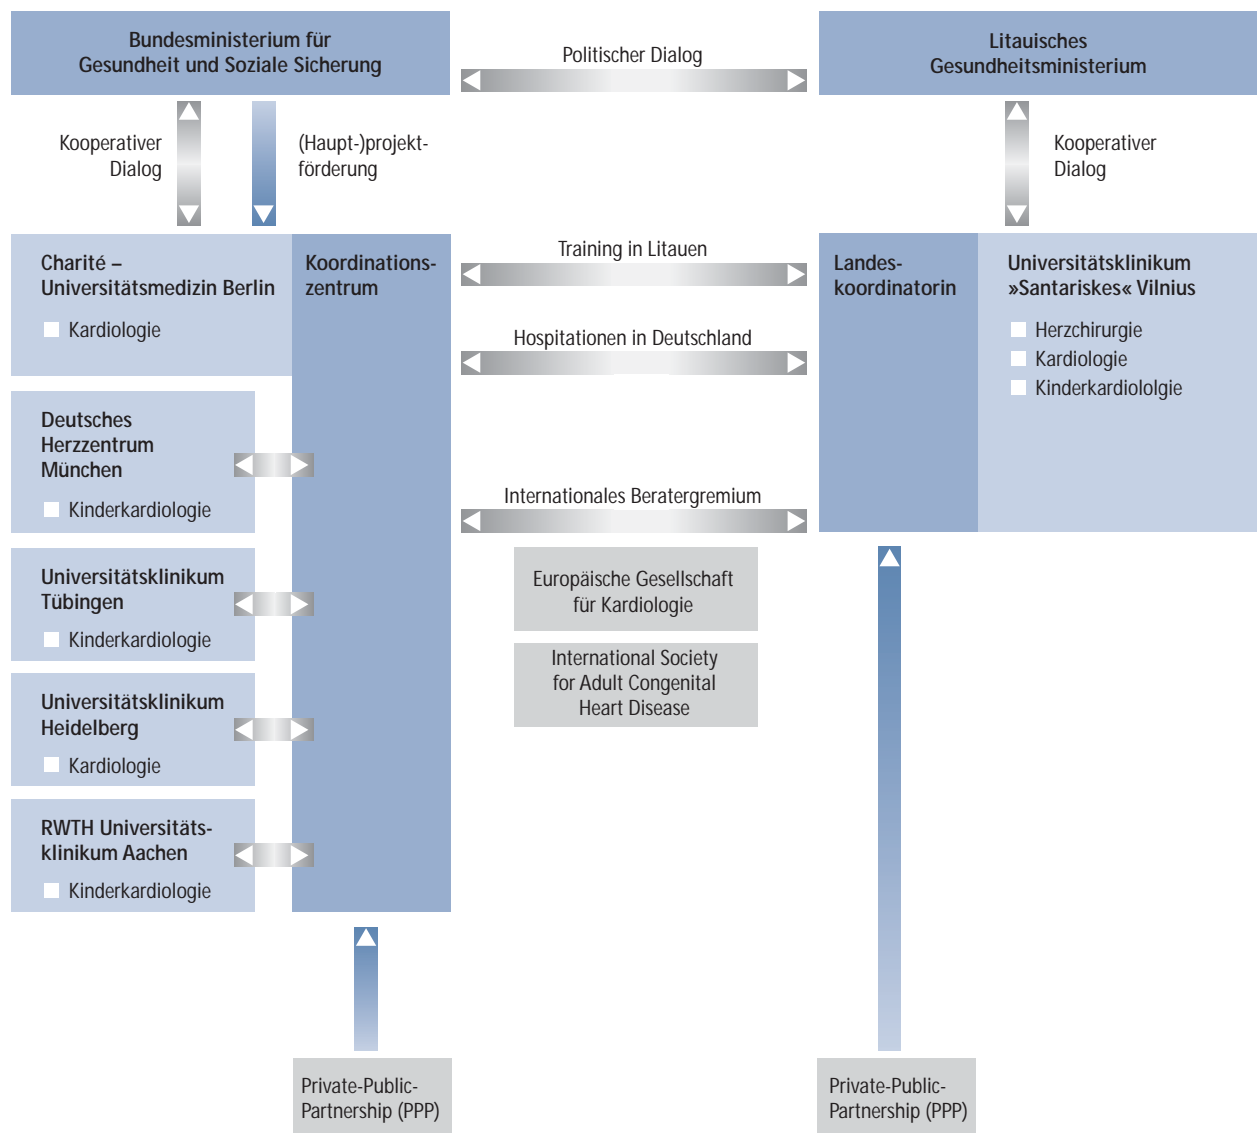 Bundesministerium für
Gesundheit und Soziale Sicherung
Politischer Dialog
Litauisches
Gesundheitsministerium
Kooperativer
Dialog
(Haupt-)projekt-
förderung
Kooperativer
Dialog
Charité –
Universitätsmedizin Berlin
Kardiologie
Koordinations-
zentrum
Training in Litauen
Hospitationen in Deutschland
Landes-
koordinatorin
Universitätsklinikum
»Santariskes« Vilnius
Herzchirurgie
Kardiologie
Kinderkardiololgie
Deutsches
Herzzentrum
München
Kinderkardiologie
Internationales Beratergremium
Europäische Gesellschaft
für Kardiologie
International Society
for Adult Congenital
Heart Disease
Universitätsklinikum
Tübingen
Kinderkardiologie
Universitätsklinikum
Heidelberg
Kardiologie
RWTH Universitäts-
klinikum Aachen
Kinderkardiologie
Private-Public-
Partnership (PPP)
Private-Public-
Partnership (PPP)